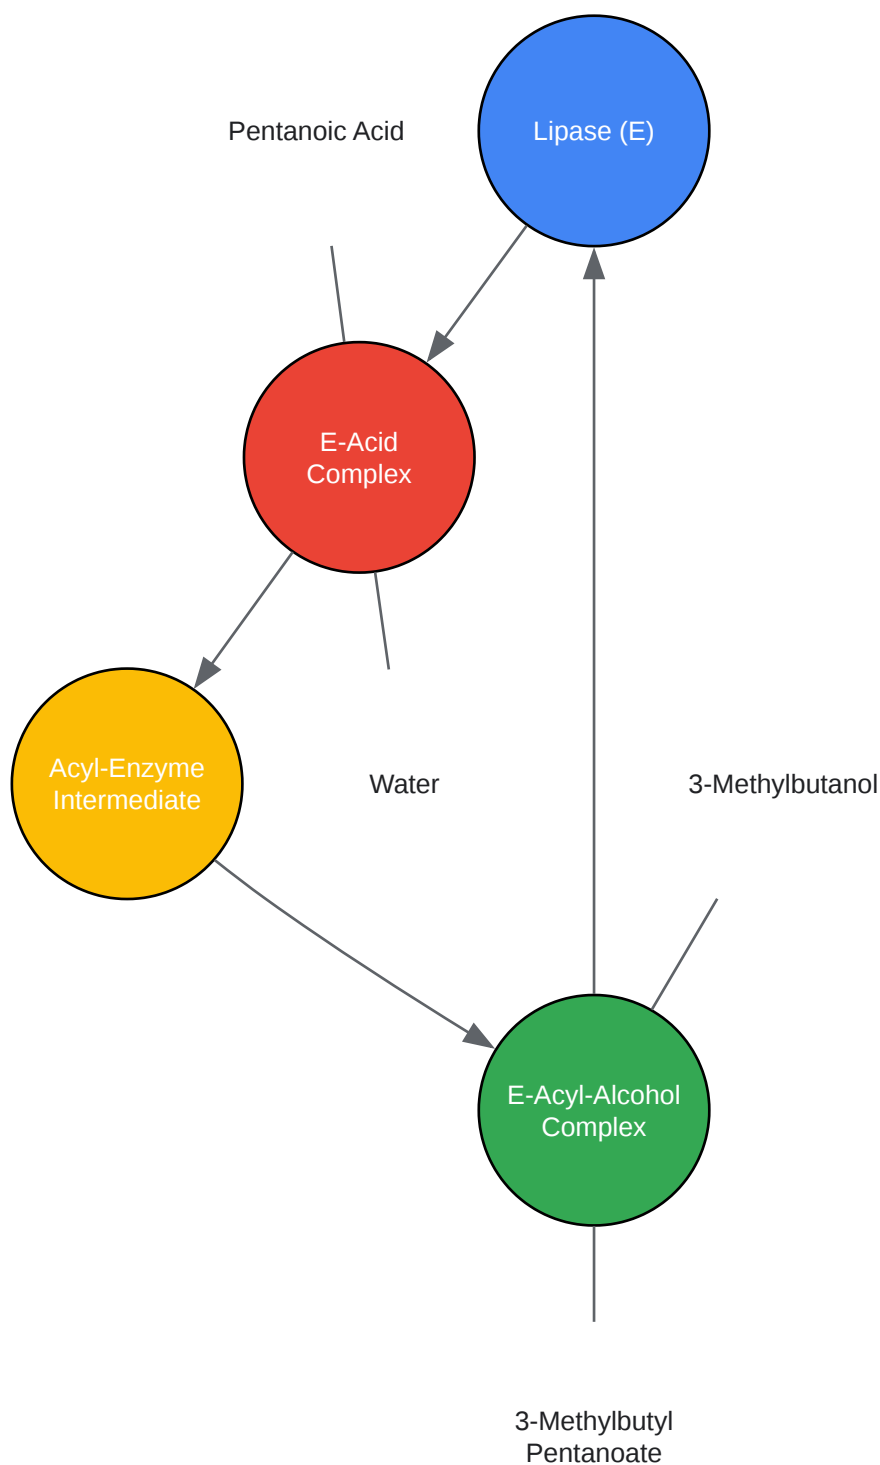 Pentanoic Acid
Lipase (E)
E-Acid
Complex
Acyl-Enzyme
Intermediate
Water
3-Methylbutanol
E-Acyl-Alcohol
Complex
3-Methylbutyl
Pentanoate